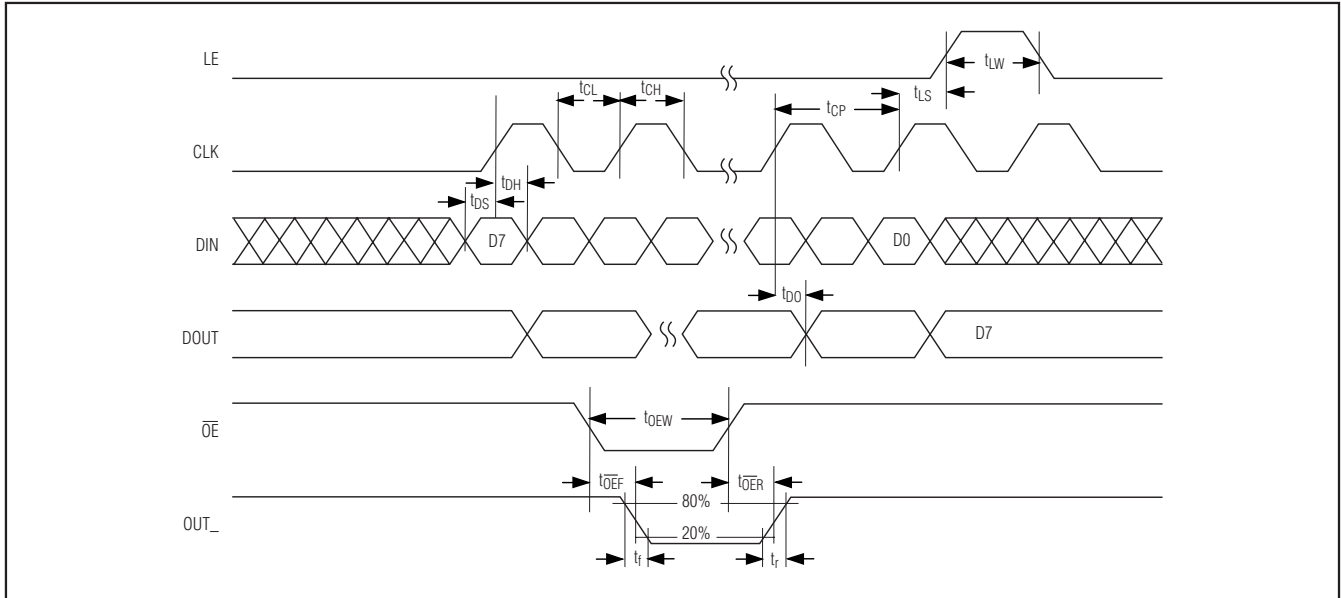 LE
tLW
tCL
tCH
tLS
tCP
CLK
tDH
tDS
DIN
D7
D0
tDO
DOUT
D7
OE
tOEW
tOEF
tOER
80%
OUT_
20%
tf
tr